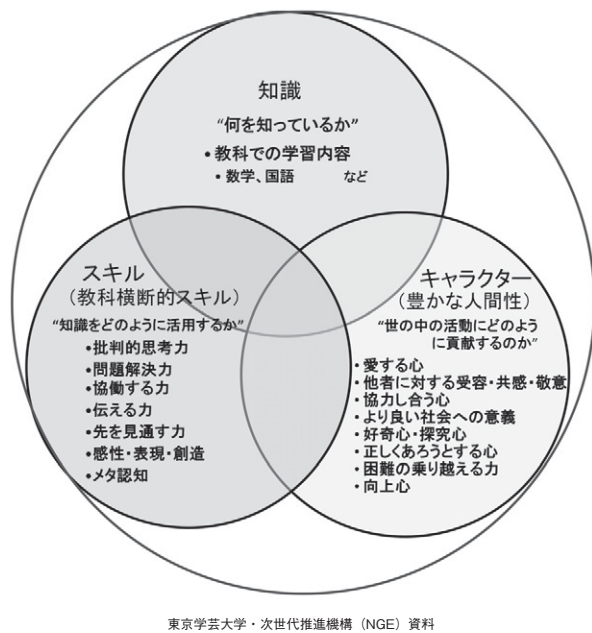 知識
“何を知っているか”
•教科での学習内容
•数学、国語 など
スキル
（教科横断的スキル）
“知識をどのように活用するか”
•批判的思考力
•問題解決力
•協働する力
•伝える力
•先を見通す力
•感性・表現・創造
•メタ認知
キャラクター
（豊かな人間性）
“世の中の活動にどのよう
に貢献するのか”
•愛する心
•他者に対する受容・共感・敬意
•協力し合う心
•より良い社会への意義
•好奇心・探究心
•正しくあろうとする心
•困難の乗り越える力
•向上心
東京学芸大学・次世代推進機構（NGE）資料